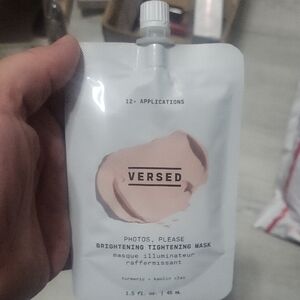 12+ APPLICATIONS
VERSED
PHOTOS, PLEASE
BRIGHTENING TIGHTENING MASK
masque illuminateur
raffermissant
turmeric + kaolin clay
1.5 fl. oz. | 45 mL